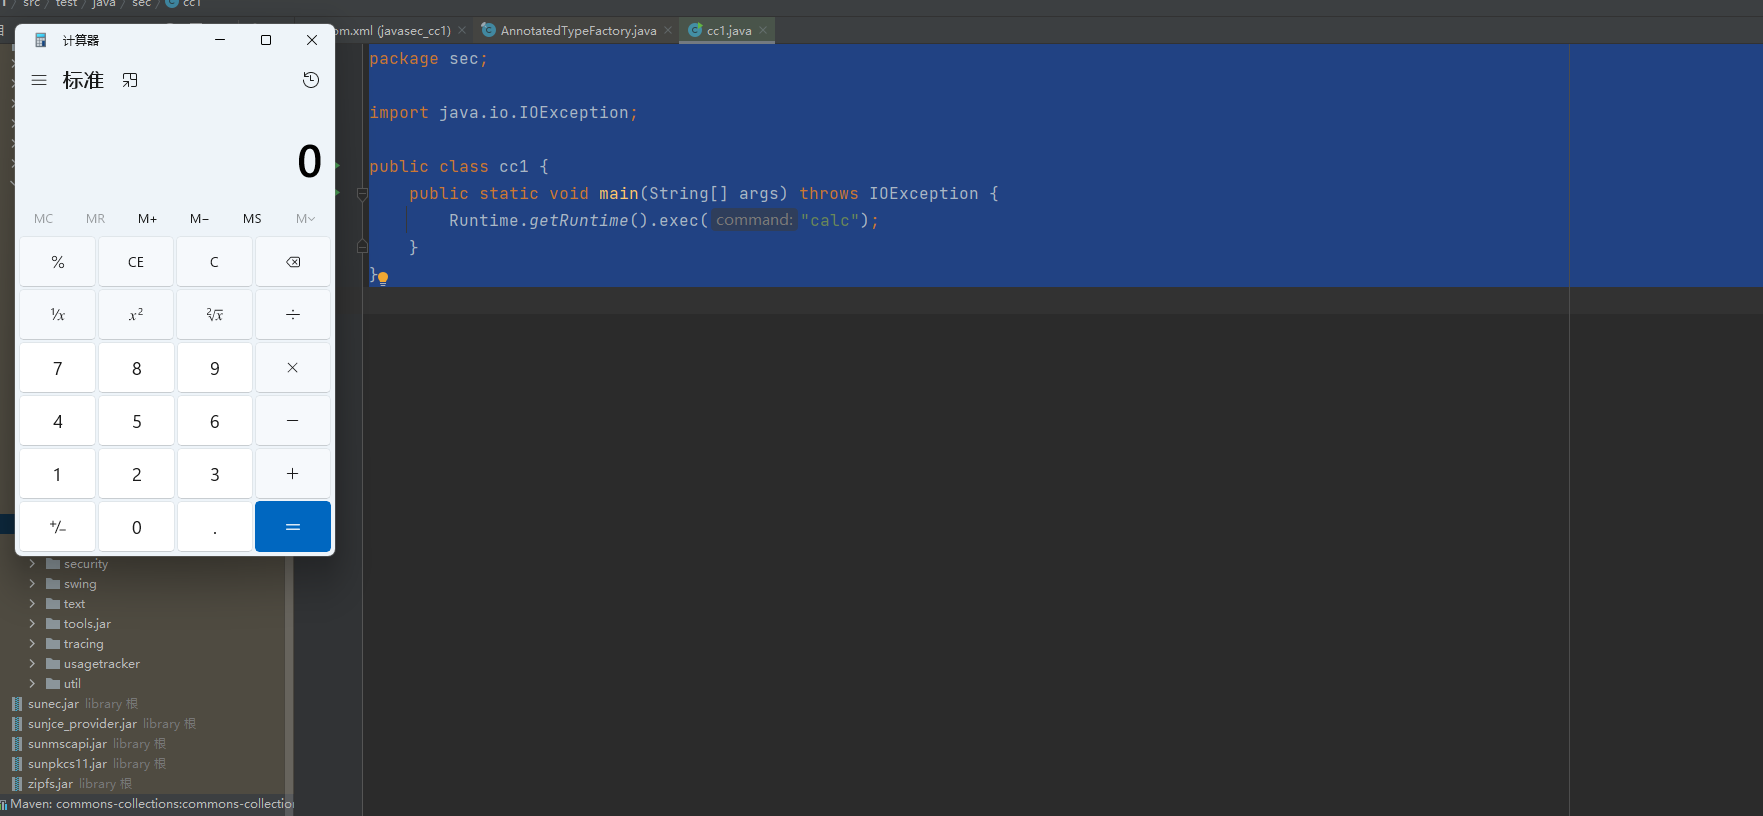 src / test / java / sec / cc1
计算器
om.xml (javasec_cc1) AnnotatedTypeFactory.java cc1.java
标准
0
MC MR M+ M− MS M
% CE C
¹/x x² ²√x ÷
7 8 9 ×
4 5 6 −
1 2 3 +
+/− 0 . =
package sec;
import java.io.IOException;
public class cc1 {
public static void main(String[] args) throws IOException {
Runtime.getRuntime().exec( command: "calc");
}
}
security
swing
text
tools.jar
tracing
usagetracker
util
sunec.jar library 根
sunjce_provider.jar library 根
sunmscapi.jar library 根
sunpkcs11.jar library 根
zipfs.jar library 根
Maven: commons-collections:commons-collectio